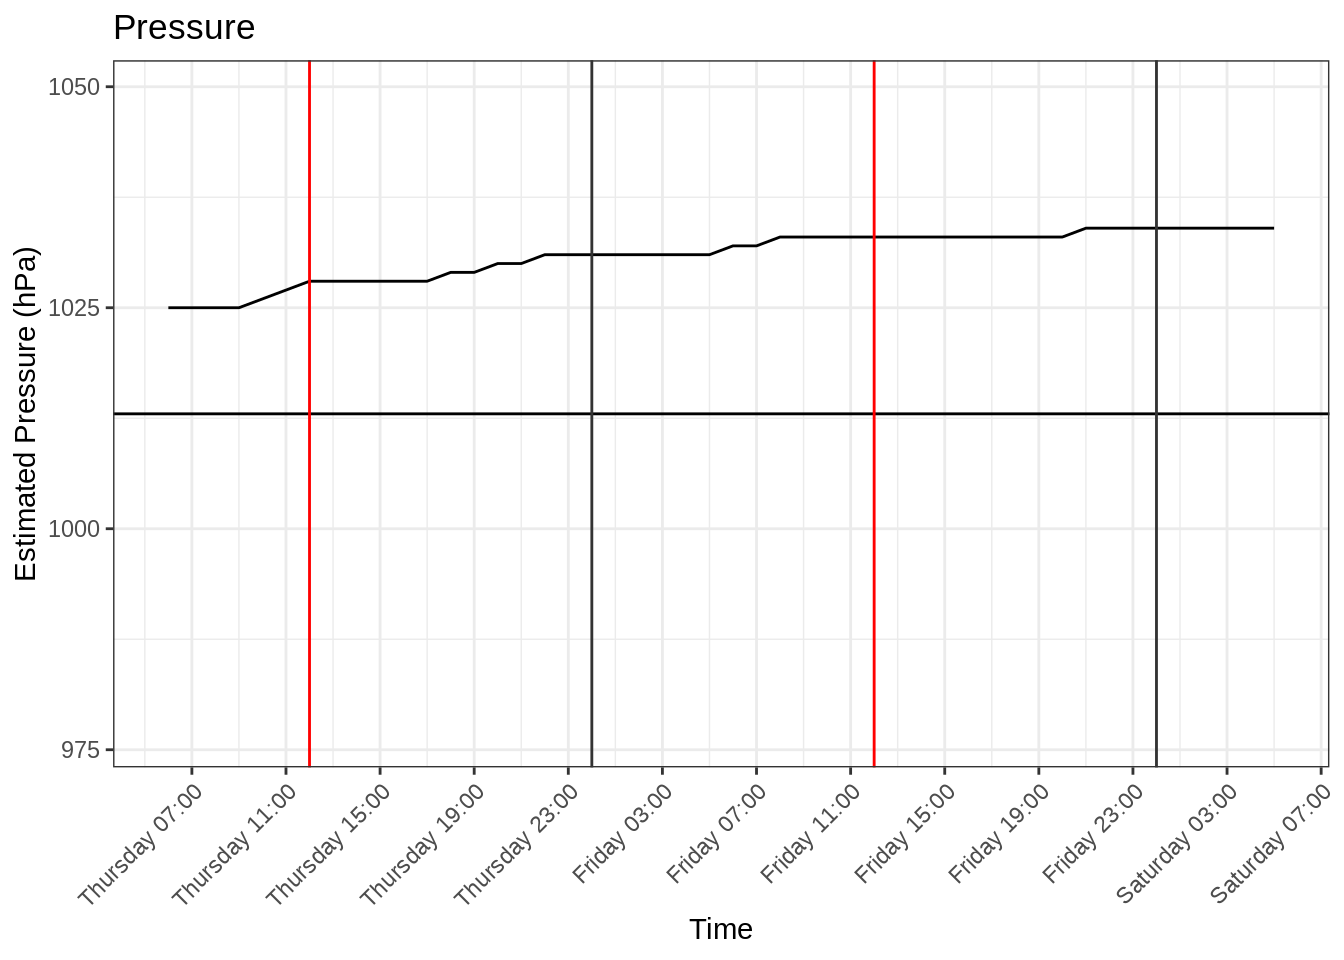 Pressure
Estimated Pressure (hPa)
1050
1025
1000
975
Thursday 07:00
Thursday 11:00
Thursday 15:00
Thursday 19:00
Thursday 23:00
Friday 03:00
Friday 07:00
Friday 11:00
Friday 15:00
Friday 19:00
Friday 23:00
Saturday 03:00
Saturday 07:00
Time